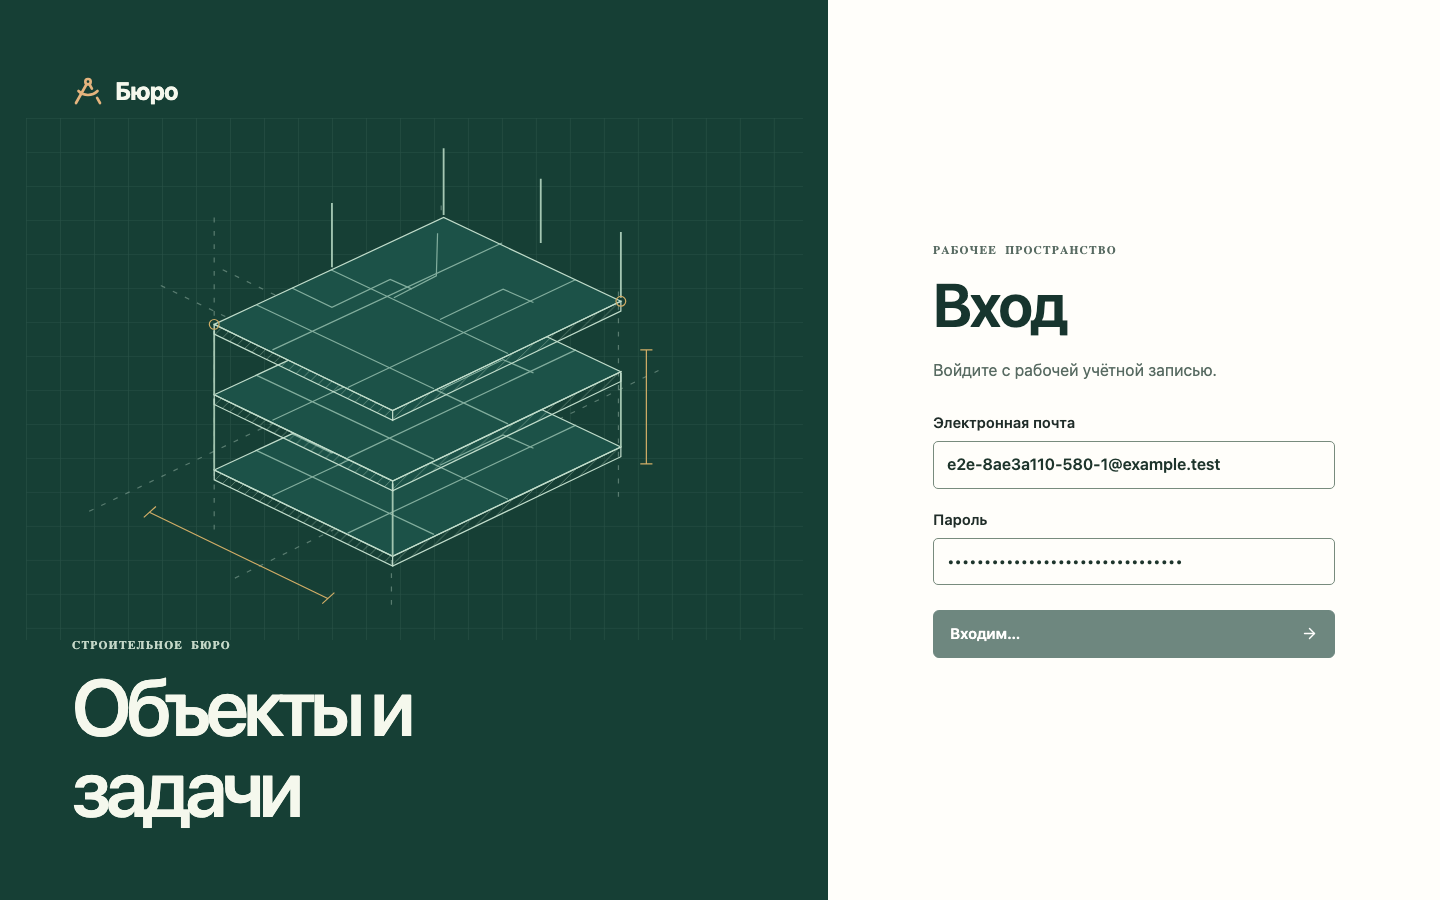 Бюро
СТРОИТЕЛЬНОЕ БЮРО
Объекты и
задачи
РАБОЧЕЕ ПРОСТРАНСТВО
Вход
Войдите с рабочей учётной записью.
Электронная почта
e2e-8ae3a110-580-1@example.test
Пароль
Входим...